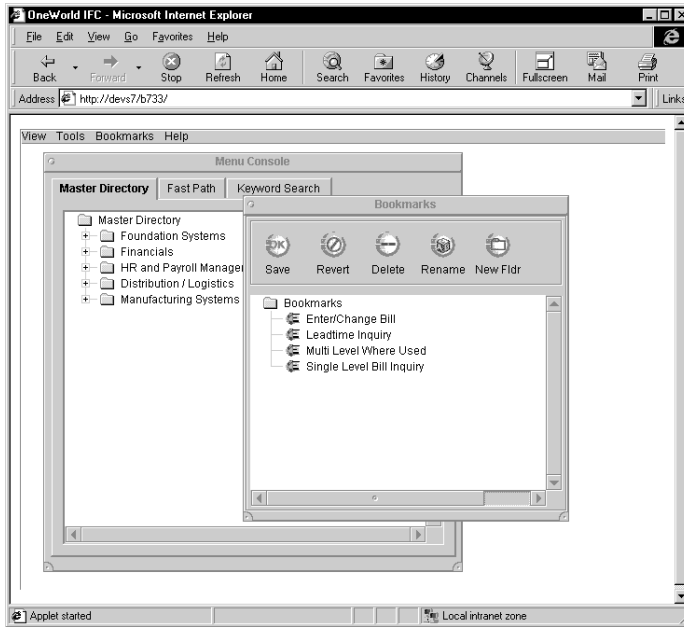 OneWorld IFC - Microsoft Internet Explorer
File Edit View Go Favorites Help
Back Forward Stop Refresh Home Search Favorites History Channels Fullscreen Mail Print
Address http://devs7/b733/ Links
View Tools Bookmarks Help
Menu Console
Master Directory Fast Path Keyword Search
Master Directory
Foundation Systems
Financials
HR and Payroll Manager
Distribution / Logistics
Manufacturing Systems
Bookmarks
OK
Save Revert Delete Rename New Fldr
Bookmarks
Enter/Change Bill
Leadtime Inquiry
Multi Level Where Used
Single Level Bill Inquiry
Applet started Local intranet zone